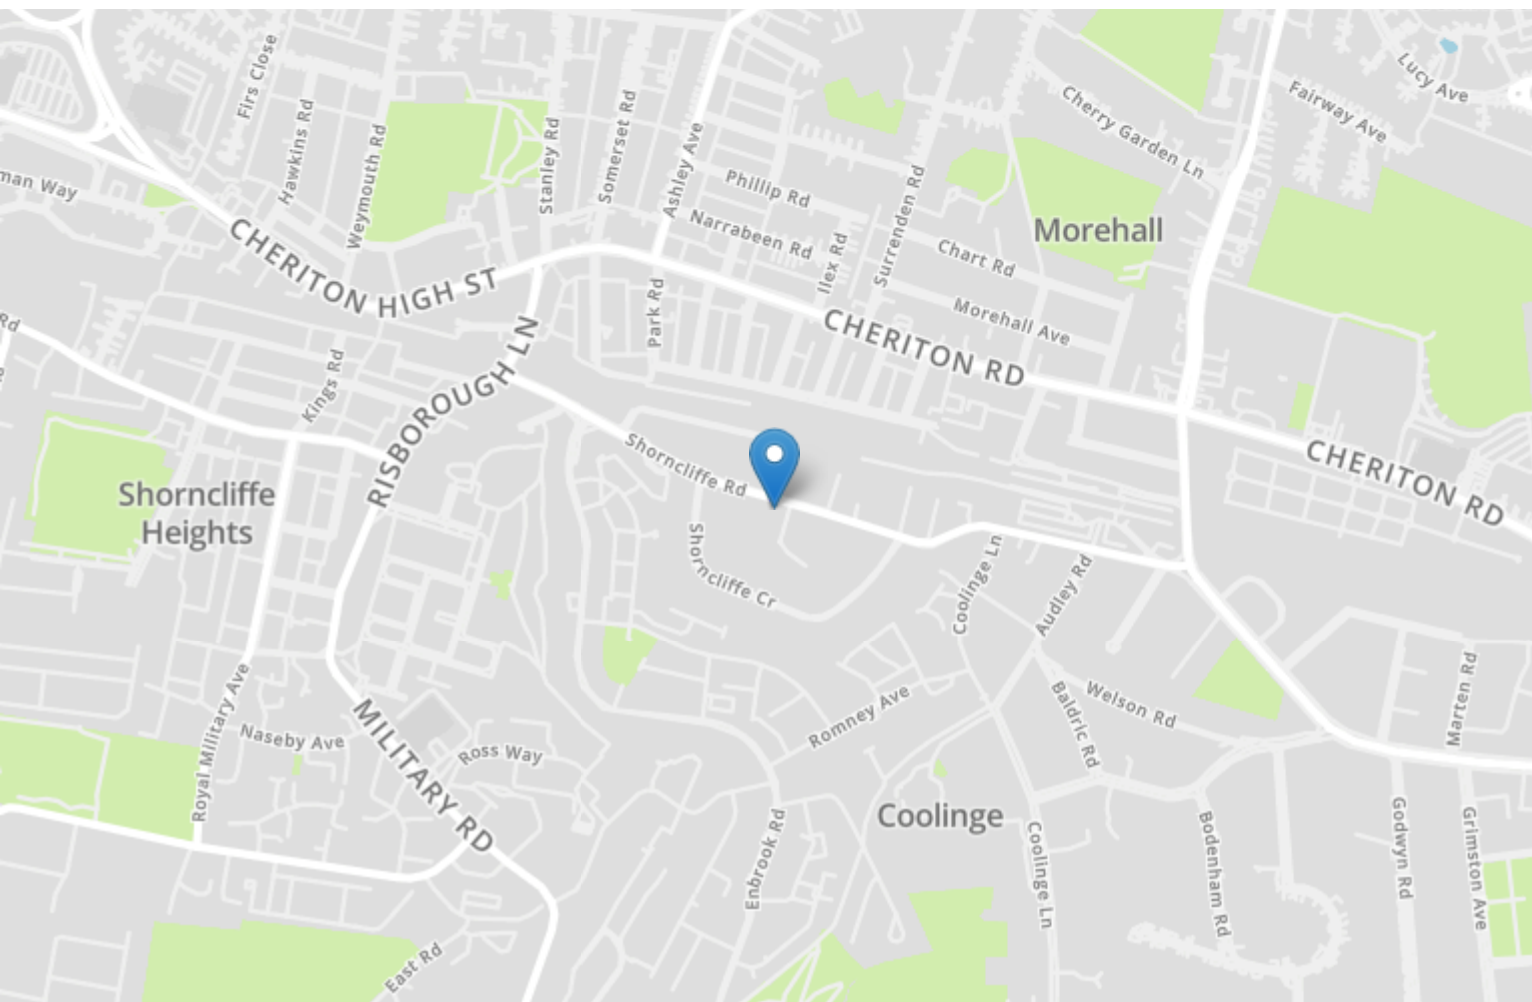 Firs Close
Lucy Ave
Hawkins Rd
Weymouth Rd
Stanley Rd
Somerset Rd
Ashley Ave
Cherry Garden Ln
Fairway Ave
man Way
Phillip Rd
Narrabeen Rd
Ilex Rd
Surrenden Rd
Chart Rd
Morehall
CHERITON HIGH ST
Park Rd
Morehall Ave
CHERITON RD
Rd
Kings Rd
RISBOROUGH LN
Shorncliffe Rd
CHERITON RD
Shorncliffe
Heights
Shorncliffe Cr
Coolinge Ln
Audley Rd
Royal Military Ave
Naseby Ave
MILITARY RD
Ross Way
Romney Ave
Baldric Rd
Welson Rd
Marten Rd
Coolinge
Enbrook Rd
Coolinge Ln
Bodenham Rd
Godwyn Rd
Grimston Ave
East Rd